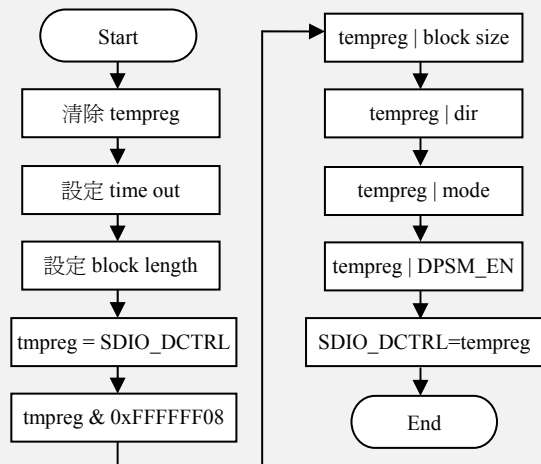 Start
清除 tempreg
設定 time out
設定 block length
tmpreg = SDIO_DCTRL
tmpreg & 0xFFFFFF08
tempreg | block size
tempreg | dir
tempreg | mode
tempreg | DPSM_EN
SDIO_DCTRL=tempreg
End